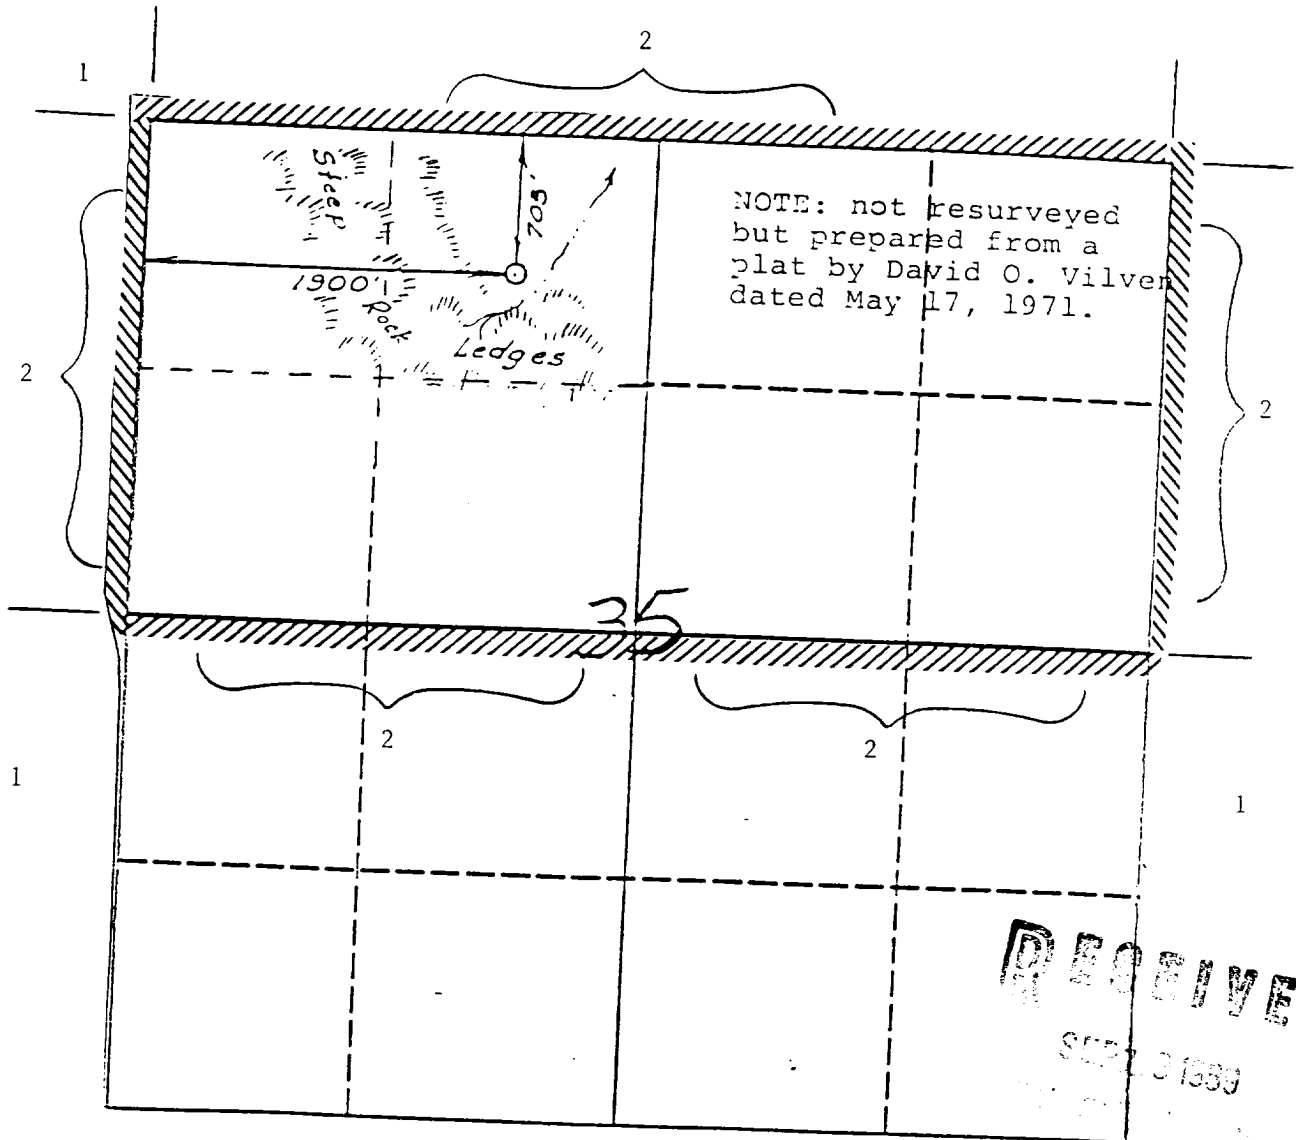 2
1
Steep
705'
NOTE: not resurveyed
but prepared from a
plat by David O. Vilven
dated May 17, 1971.
1900'
Rock
Ledges
2
2
35
2
2
1
1
RECEIVE